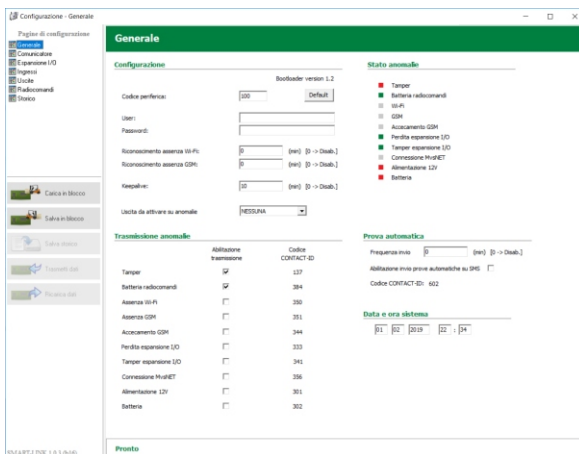 Configurazione - Generale
Pagine di configurazione
Generale
Comunicatore
Espansione I/O
Ingressi
Uscite
Radiocomandi
Storico
Carica in blocco
Salva in blocco
Salva storico
Trasmetti dati
Ricarica dati
SMART LINK 1.0.3
Generale
Configurazione
Bootloader version 1.2
Codice periferica: 100 Default
User:
Password:
Riconoscimento assenza Wi-Fi: 0 (min) [0 -> Disab.]
Riconoscimento assenza GSM: 0 (min) [0 -> Disab.]
Keepalive: 10 (min) [0 -> Disab.]
Uscita da attivare su anomalie NESSUNA
Stato anomalie
Tamper
Batteria radiocomandi
Wi-Fi
GSM
Accecamento GSM
Perdita espansione I/O
Tamper espansione I/O
Connessione MvsNET
Alimentazione 12V
Batteria
Trasmissione anomalie
Abilitazione trasmissione Codice CONTACT-ID
Tamper 137
Batteria radiocomandi 384
Assenza Wi-Fi 350
Assenza GSM 351
Accecamento GSM 344
Perdita espansione I/O 333
Tamper espansione I/O 341
Connessione MvsNET 356
Alimentazione 12V 301
Batteria 302
Prova automatica
Frequenza invio 0 (min) [0 -> Disab.]
Abilitazione invio prove automatiche su SMS
Codice CONTACT-ID: 602
Data e ora sistema
01 02 2019 22 : 34
Pronto